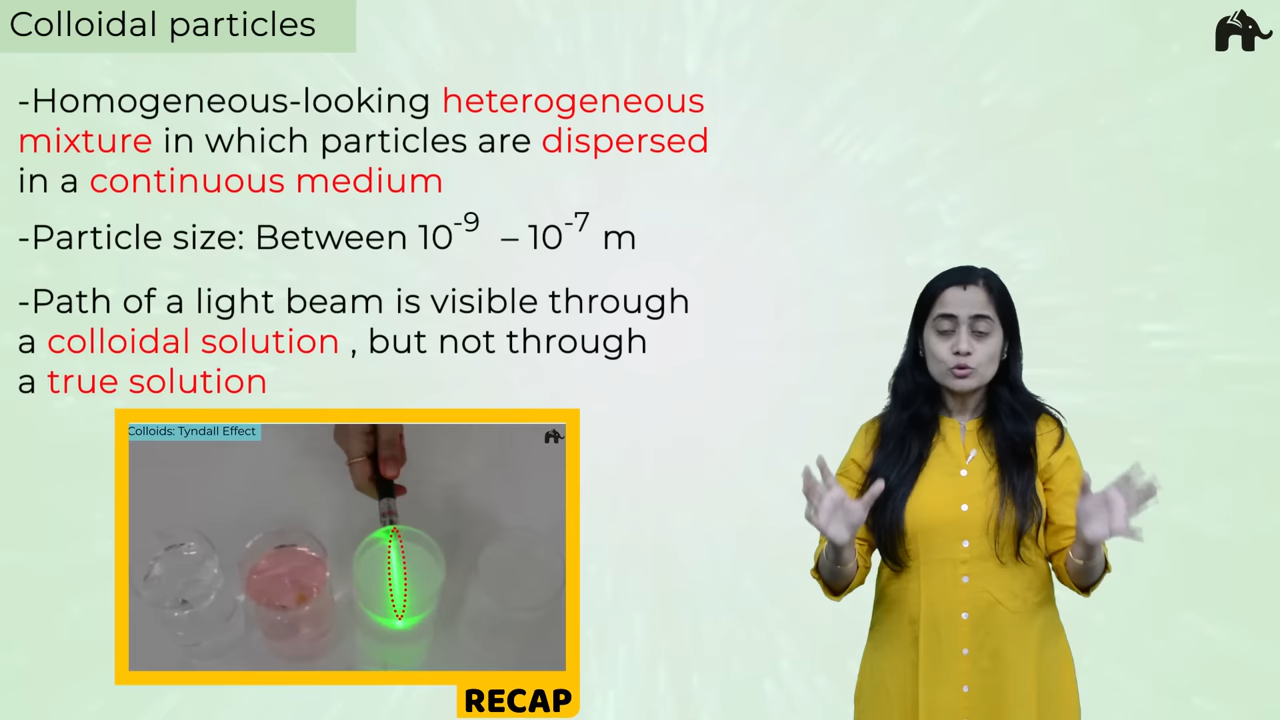 Colloidal particles
-Homogeneous-looking heterogeneous
mixture in which particles are dispersed
in a continuous medium
-Particle size: Between 10⁻⁹ – 10⁻⁷ m
-Path of a light beam is visible through
a colloidal solution , but not through
a true solution
Colloids: Tyndall Effect
RECAP